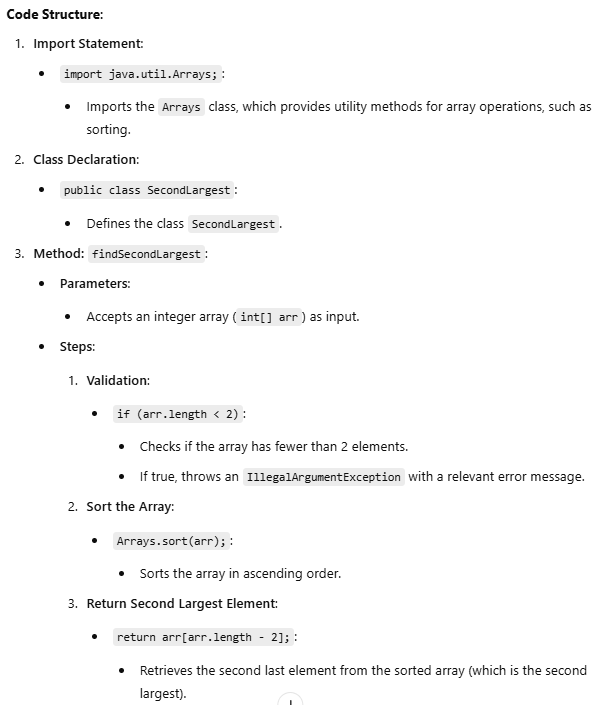 Code Structure:
1. Import Statement:
• import java.util.Arrays; :
• Imports the Arrays class, which provides utility methods for array operations, such as
sorting.
2. Class Declaration:
• public class SecondLargest :
• Defines the class SecondLargest .
3. Method: findSecondLargest :
• Parameters:
• Accepts an integer array ( int[] arr ) as input.
• Steps:
1. Validation:
• if (arr.length < 2) :
• Checks if the array has fewer than 2 elements.
• If true, throws an IllegalArgumentException with a relevant error message.
2. Sort the Array:
• Arrays.sort(arr); :
• Sorts the array in ascending order.
3. Return Second Largest Element:
• return arr[arr.length - 2]; :
• Retrieves the second last element from the sorted array (which is the second
largest).